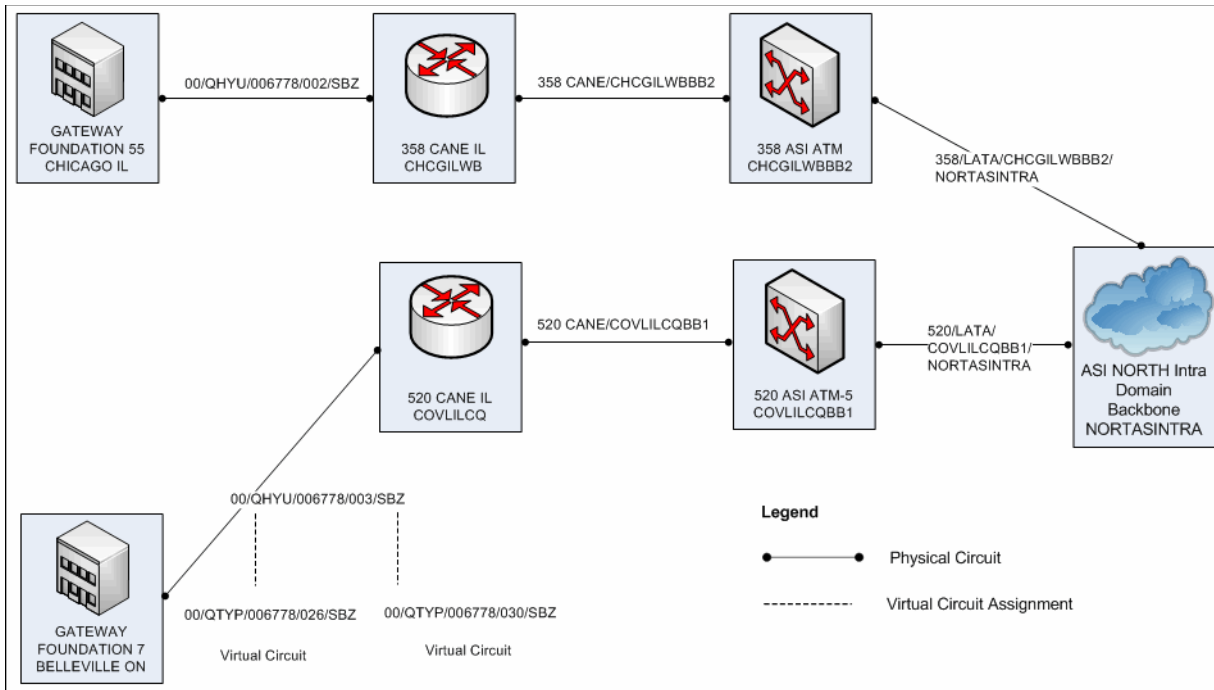 00/QHYU/006778/002/SBZ
358 CANE/CHCGILWBBB2
GATEWAY
FOUNDATION 55
CHICAGO IL
358 CANE IL
CHCGILWB
358 ASI ATM
CHCGILWBBB2
358/LATA/CHCGILWBBB2/
NORTASINTRA
520 CANE/COVLILCQBB1
520/LATA/
COVLILCQBB1/
NORTASINTRA
520 CANE IL
COVLILCQ
520 ASI ATM-5
COVLILCQBB1
ASI NORTH Intra
Domain
Backbone
NORTASINTRA
00/QHYU/006778/003/SBZ
00/QTYP/006778/026/SBZ
Virtual Circuit
00/QTYP/006778/030/SBZ
Virtual Circuit
GATEWAY
FOUNDATION 7
BELLEVILLE ON
Legend
Physical Circuit
Virtual Circuit Assignment